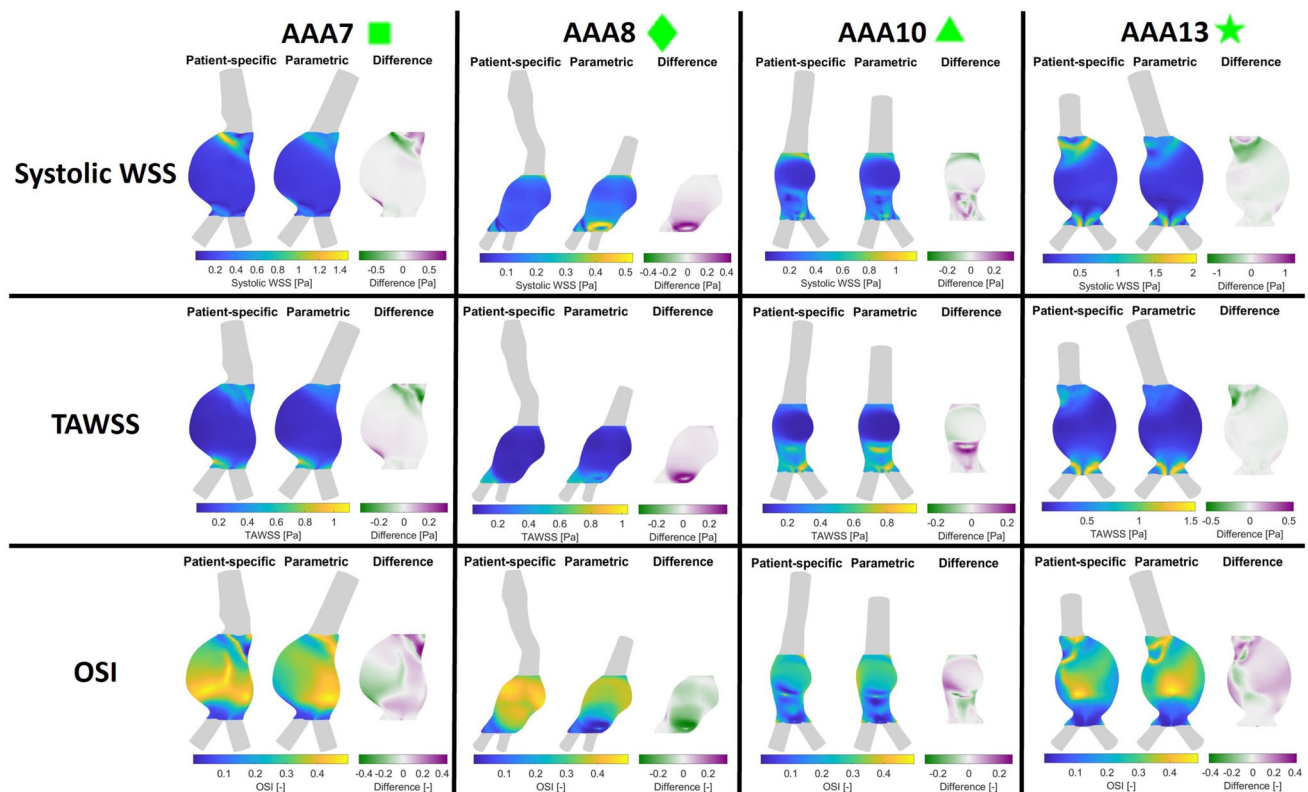 AAA7 AAA8 AAA10 AAA13
Patient-specific Parametric Difference Patient-specific Parametric Difference Patient-specific Parametric Difference Patient-specific Parametric Difference
Systolic WSS
0.2 0.4 0.6 0.8 1 1.2 1.4 -0.5 0 0.5 0.1 0.2 0.3 0.4 0.5 -0.4 -0.2 0 0.2 0.4 0.2 0.4 0.6 0.8 1 -0.2 0 0.2 0.5 1 1.5 2 -1 0 1
Systolic WSS [Pa] Difference [Pa] Systolic WSS [Pa] Difference [Pa] Systolic WSS [Pa] Difference [Pa] Systolic WSS [Pa] Difference [Pa]
Patient-specific Parametric Difference Patient-specific Parametric Difference Patient-specific Parametric Difference Patient-specific Parametric Difference
TAWSS
0.2 0.4 0.6 0.8 1 -0.2 0 0.2 0.2 0.4 0.6 0.8 1 -0.2 0 0.2 0.2 0.4 0.6 0.8 -0.2 0 0.2 0.5 1 1.5 -0.5 0 0.5
TAWSS [Pa] Difference [Pa] TAWSS [Pa] Difference [Pa] TAWSS [Pa] Difference [Pa] TAWSS [Pa] Difference [Pa]
Patient-specific Parametric Difference Patient-specific Parametric Difference Patient-specific Parametric Difference Patient-specific Parametric Difference
OSI
0.1 0.2 0.3 0.4 -0.4 -0.2 0 0.2 0.4 0.1 0.2 0.3 0.4 -0.2 0 0.2 0.1 0.2 0.3 0.4 -0.2 0 0.2 0.1 0.2 0.3 0.4 -0.4 -0.2 0 0.2 0.4
OSI [-] Difference [-] OSI [-] Difference [-] OSI [-] Difference [-] OSI [-] Difference [-]